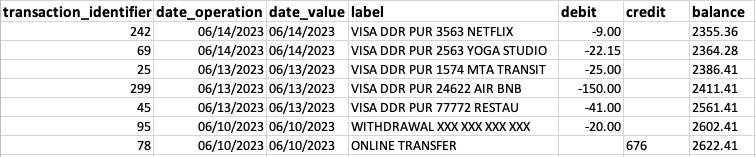 transaction_identifier date_operation date_value label debit credit balance
242 06/14/2023 06/14/2023 VISA DDR PUR 3563 NETFLIX -9.00 2355.36
69 06/14/2023 06/14/2023 VISA DDR PUR 2563 YOGA STUDIO -22.15 2364.28
25 06/13/2023 06/13/2023 VISA DDR PUR 1574 MTA TRANSIT -25.00 2386.41
299 06/13/2023 06/13/2023 VISA DDR PUR 24622 AIR BNB -150.00 2411.41
45 06/13/2023 06/13/2023 VISA DDR PUR 77772 RESTAU -41.00 2561.41
95 06/10/2023 06/10/2023 WITHDRAWAL XXX XXX XXX XXX -20.00 2602.41
78 06/10/2023 06/10/2023 ONLINE TRANSFER 676 2622.41